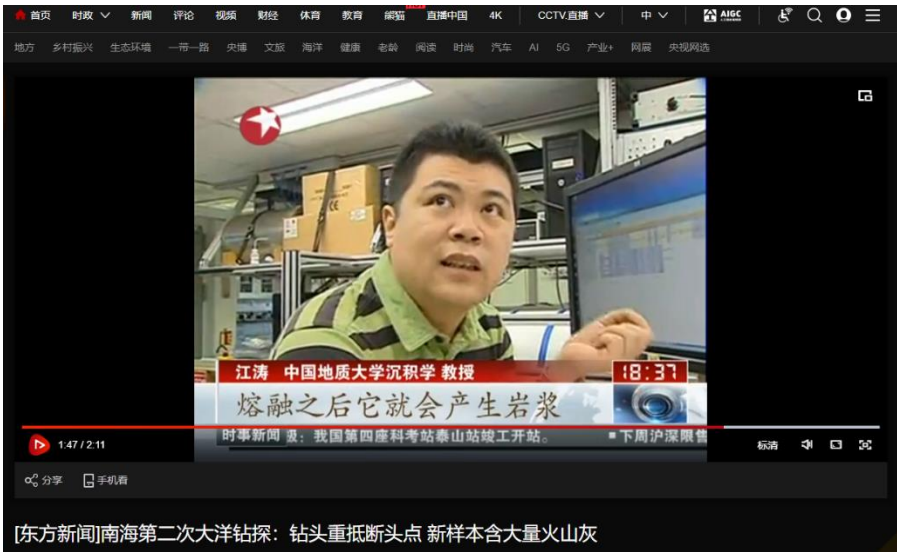 首页 时政 新闻 评论 视频 财经 体育 教育 熊猫 直播中国 4K CCTV.直播 中 AIGC
地方 乡村振兴 生态环境 一带一路 央博 文旅 海洋 健康 老龄 阅读 时尚 汽车 AI 5G 产业+ 网展 央视网选
江涛 中国地质大学沉积学 教授
18:37
熔融之后它就会产生岩浆
时事新闻 我国第四座科考站泰山站竣工开站。 ■下周沪深限售
1:47 / 2:11
标清
分享 手机看
[东方新闻]南海第二次大洋钻探：钻头重抵断头点 新样本含大量火山灰